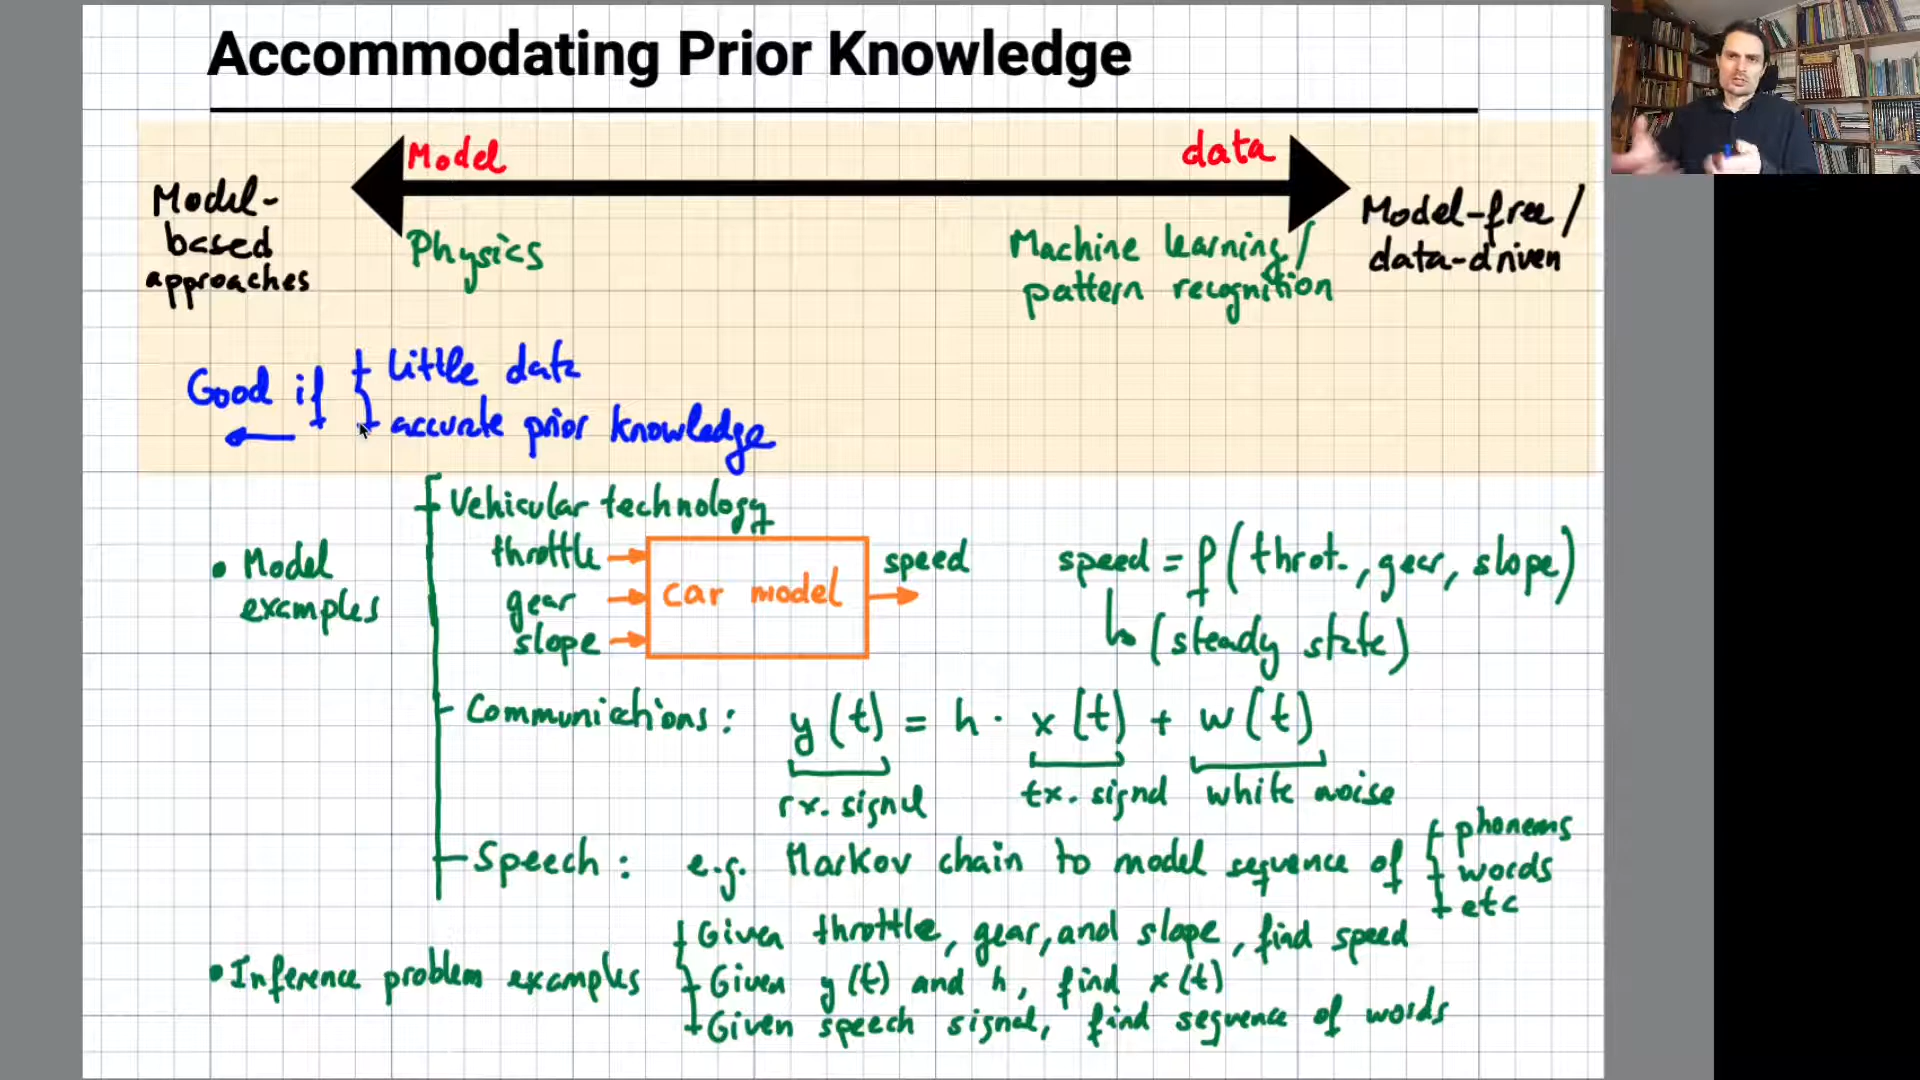 Accommodating Prior Knowledge
Model data
Model-
based
approaches
Physics
Machine learning/
pattern recognition
Model-free/
data-driven
Good if little data
accurate prior knowledge
• Model
examples
Vehicular technology
throttle
gear
slope
car model
speed
speed = f(throt., gear, slope)
(steady state)
Communications: y(t) = h · x(t) + w(t)
rx. signal tx. signal white noise
Speech: e.g. Markov chain to model sequence of phonems
words
etc
• Inference problem examples
Given throttle, gear, and slope, find speed
Given y(t) and h, find x(t)
Given speech signal, find sequence of words